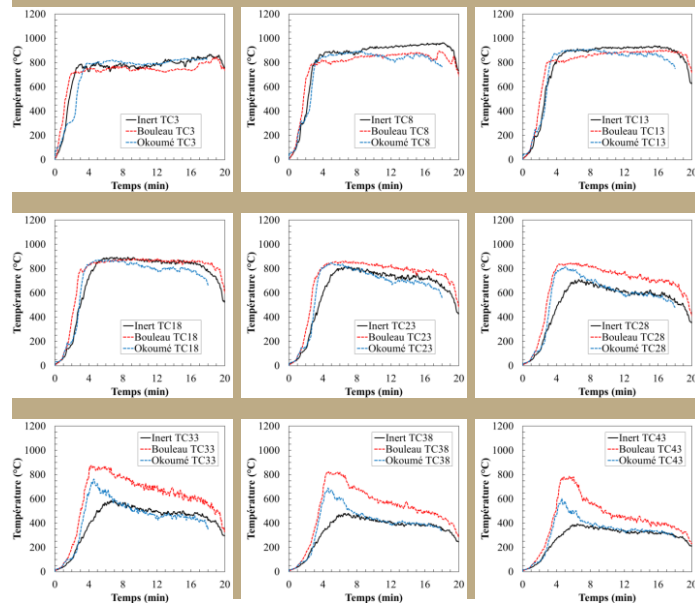 1200
1000
800
600
400
200
0
Température (°C)
Inert TC3
Bouleau TC3
Okoumé TC3
0 4 8 12 16 20
Temps (min)
1200
1000
800
600
400
200
0
Température (°C)
Inert TC8
Bouleau TC8
Okoumé TC8
0 4 8 12 16 20
Temps (min)
1200
1000
800
600
400
200
0
Température (°C)
Inert TC13
Bouleau TC13
Okoumé TC13
0 4 8 12 16 20
Temps (min)
1200
1000
800
600
400
200
0
Température (°C)
Inert TC18
Bouleau TC18
Okoumé TC18
0 4 8 12 16 20
Temps (min)
1200
1000
800
600
400
200
0
Température (°C)
Inert TC23
Bouleau TC23
Okoumé TC23
0 4 8 12 16 20
Temps (min)
1200
1000
800
600
400
200
0
Température (°C)
Inert TC28
Bouleau TC28
Okoumé TC28
0 4 8 12 16 20
Temps (min)
1200
1000
800
600
400
200
0
Température (°C)
Inert TC33
Bouleau TC33
Okoumé TC33
0 4 8 12 16 20
Temps (min)
1200
1000
800
600
400
200
0
Température (°C)
Inert TC38
Bouleau TC38
Okoumé TC38
0 4 8 12 16 20
Temps (min)
1200
1000
800
600
400
200
0
Température (°C)
Inert TC43
Bouleau TC43
Okoumé TC43
0 4 8 12 16 20
Temps (min)